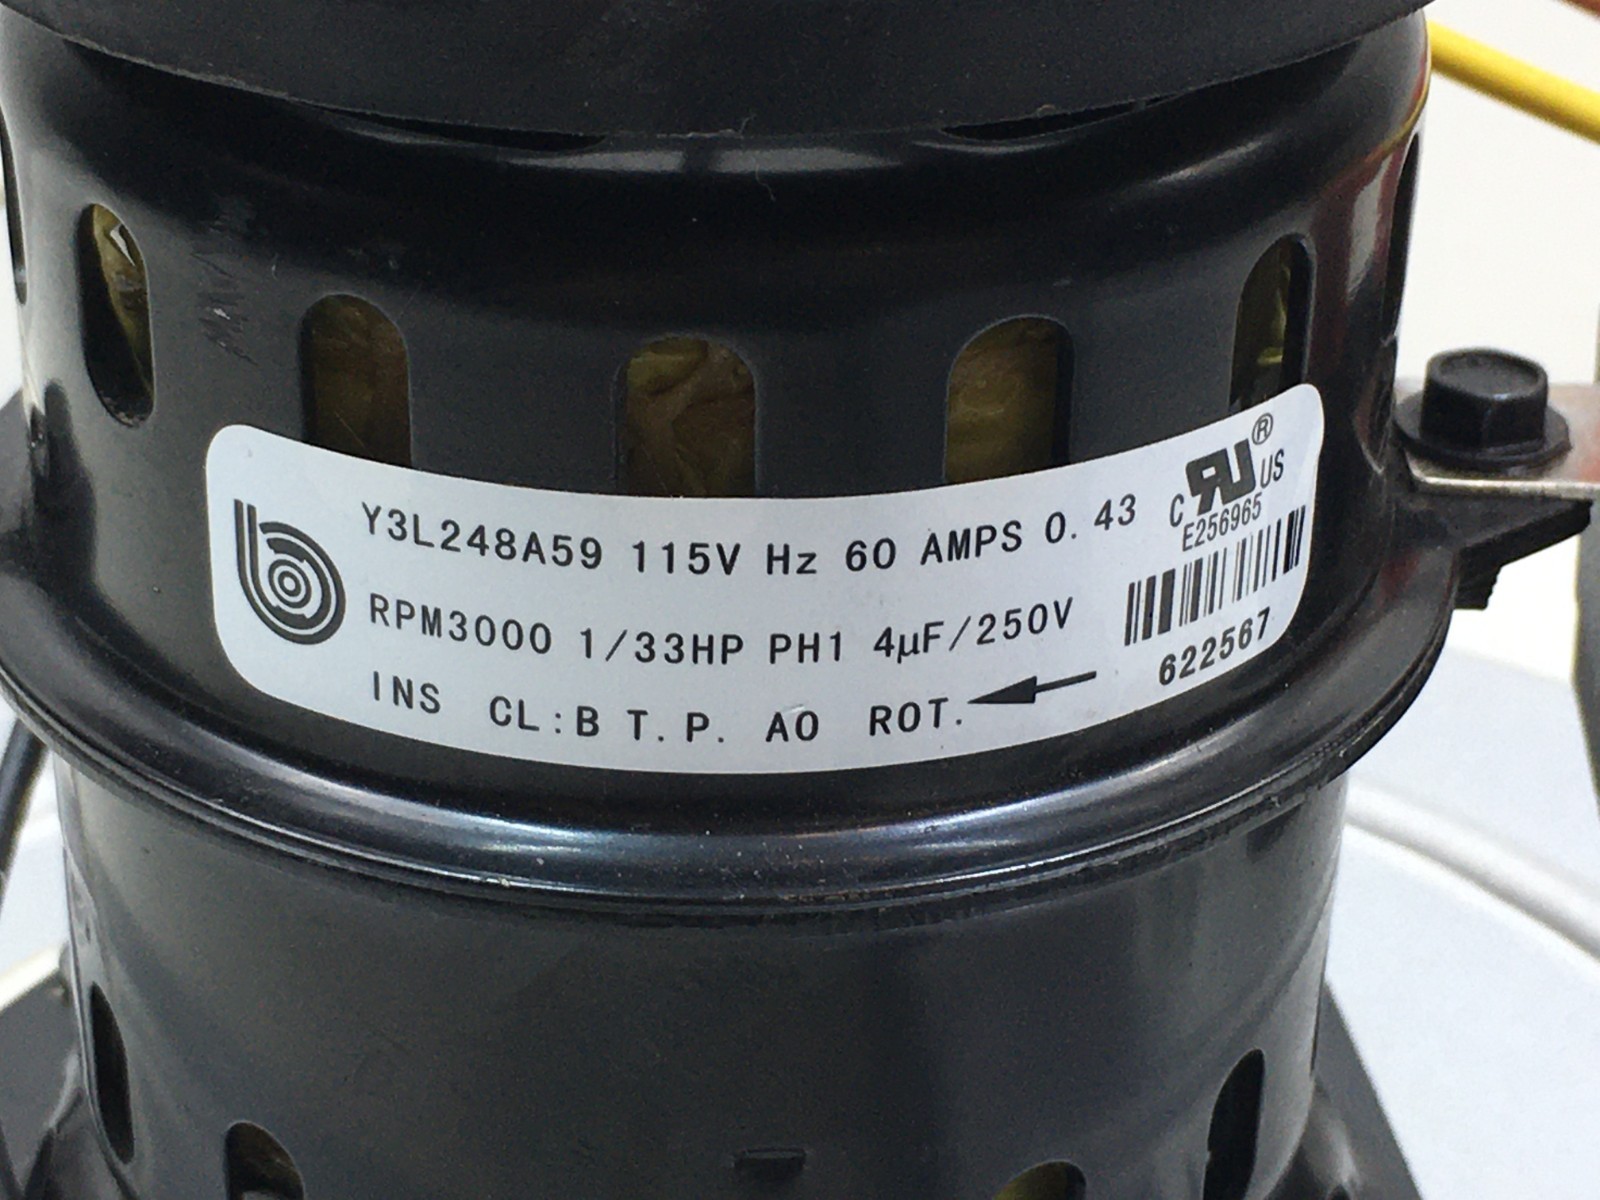 Y3L248A59 115V Hz 60 AMPS 0.43
C RU US ®
E256965
RPM3000 1/33HP PH1 4μF/250V
INS CL:B T.P. AO ROT.
622567